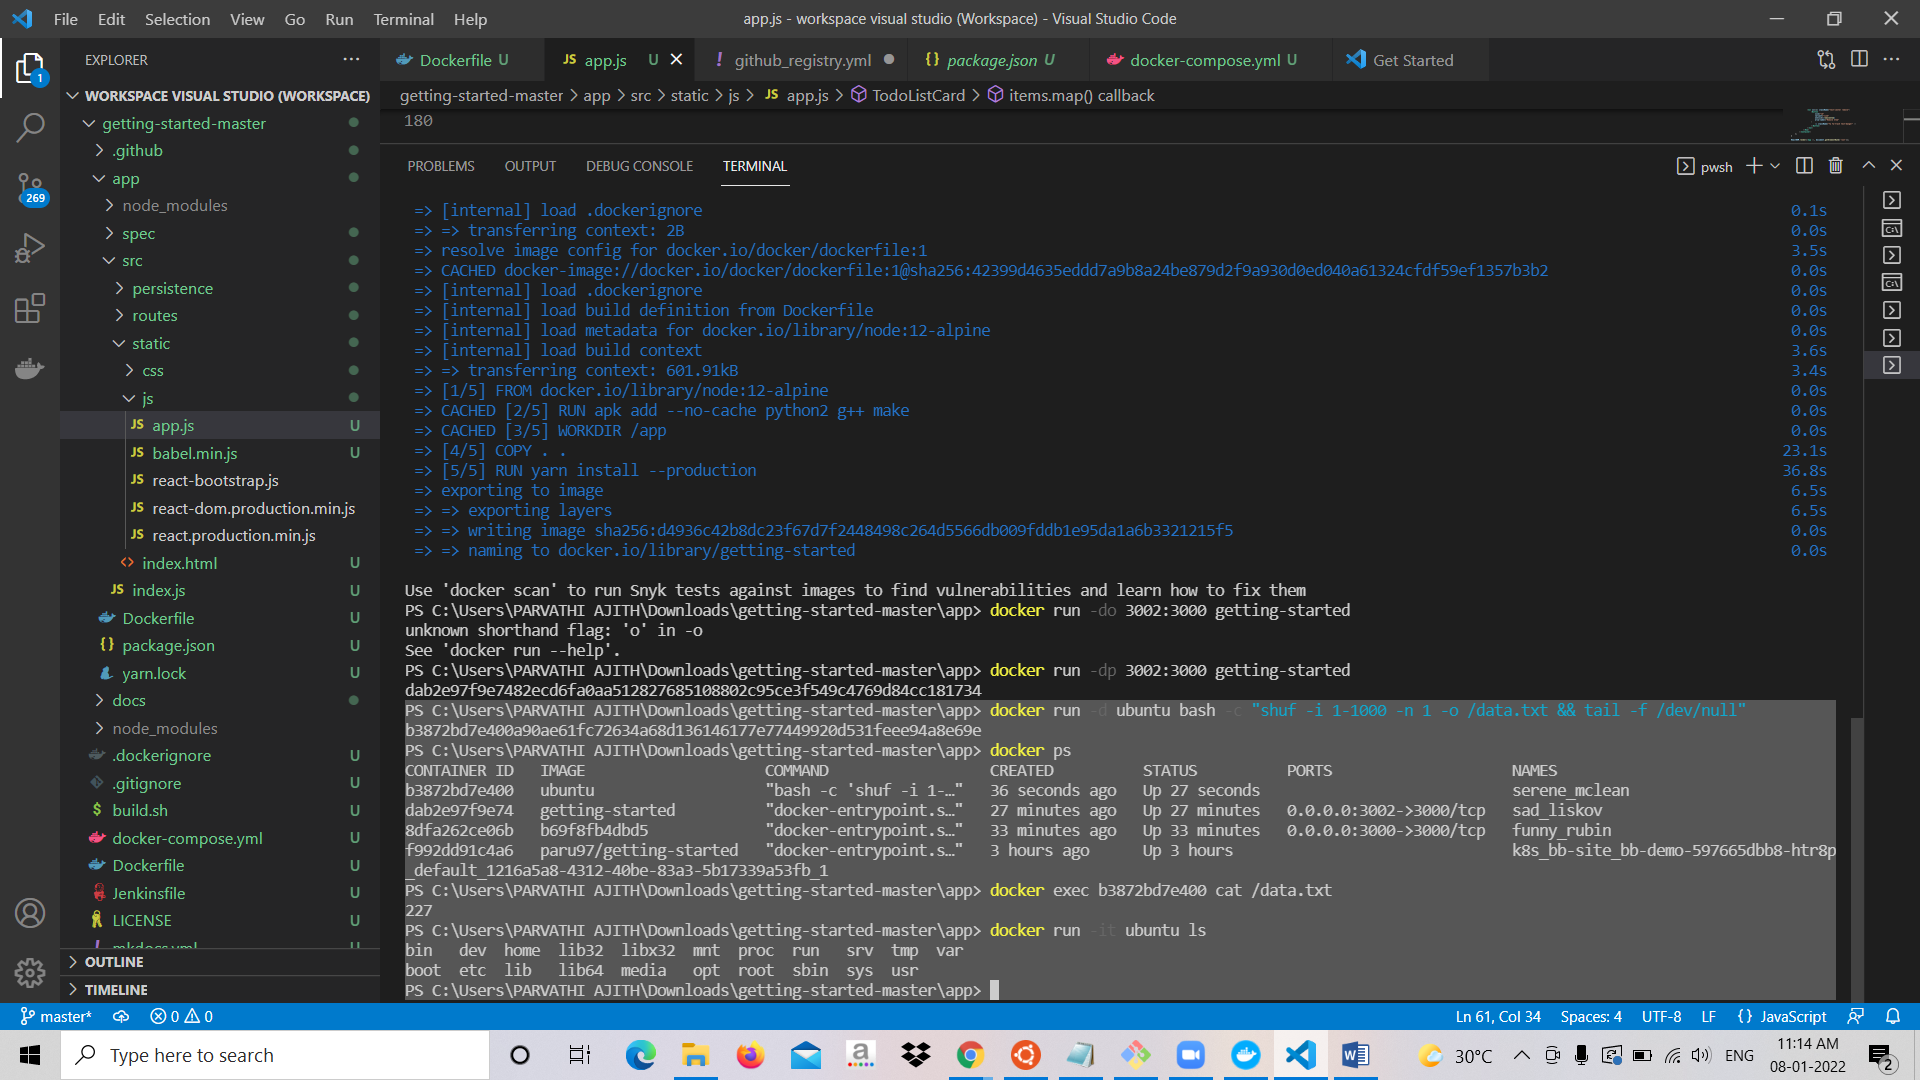 File Edit Selection View Go Run Terminal Help
app.js - workspace visual studio (Workspace) - Visual Studio Code
EXPLORER
Dockerfile U
JS app.js U
! github_registry.yml
{} package.json U
docker-compose.yml U
Get Started
getting-started-master > app > src > static > js > JS app.js > TodoListCard > items.map() callback
180
WORKSPACE VISUAL STUDIO (WORKSPACE)
getting-started-master
.github
app
node_modules
spec
src
persistence
routes
static
css
js
JS app.js U
JS babel.min.js U
JS react-bootstrap.js
JS react-dom.production.min.js
JS react.production.min.js
<> index.html U
JS index.js U
Dockerfile U
{} package.json U
yarn.lock U
docs
node_modules
.dockerignore U
.gitignore U
$ build.sh U
docker-compose.yml U
Dockerfile U
Jenkinsfile U
LICENSE U
! mkdocs.yml U
OUTLINE
TIMELINE
1
269
PROBLEMS OUTPUT DEBUG CONSOLE TERMINAL
pwsh
=> [internal] load .dockerignore 0.1s
=> => transferring context: 2B 0.0s
=> resolve image config for docker.io/docker/dockerfile:1 3.5s
=> CACHED docker-image://docker.io/docker/dockerfile:1@sha256:42399d4635eddd7a9b8a24be879d2f9a930d0ed040a61324cfdf59ef1357b3b2 0.0s
=> [internal] load .dockerignore 0.0s
=> [internal] load build definition from Dockerfile 0.0s
=> [internal] load metadata for docker.io/library/node:12-alpine 0.0s
=> [internal] load build context 3.6s
=> => transferring context: 601.91kB 3.4s
=> [1/5] FROM docker.io/library/node:12-alpine 0.0s
=> CACHED [2/5] RUN apk add --no-cache python2 g++ make 0.0s
=> CACHED [3/5] WORKDIR /app 0.0s
=> [4/5] COPY . . 23.1s
=> [5/5] RUN yarn install --production 36.8s
=> exporting to image 6.5s
=> => exporting layers 6.5s
=> => writing image sha256:d4936c42b8dc23f67d7f2448498c264d5566db009fddb1e95da1a6b3321215f5 0.0s
=> => naming to docker.io/library/getting-started 0.0s
Use 'docker scan' to run Snyk tests against images to find vulnerabilities and learn how to fix them
PS C:\Users\PARVATHI AJITH\Downloads\getting-started-master\app> docker run -do 3002:3000 getting-started
unknown shorthand flag: 'o' in -o
See 'docker run --help'.
PS C:\Users\PARVATHI AJITH\Downloads\getting-started-master\app> docker run -dp 3002:3000 getting-started
dab2e97f9e7482ecd6fa0aa512827685108802c95ce3f549c4769d84cc181734
PS C:\Users\PARVATHI AJITH\Downloads\getting-started-master\app> docker run -d ubuntu bash -c "shuf -i 1-1000 -n 1 -o /data.txt && tail -f /dev/null"
b3872bd7e400a90ae61fc72634a68d136146177e77449920d531feee94a8e69e
PS C:\Users\PARVATHI AJITH\Downloads\getting-started-master\app> docker ps
CONTAINER ID IMAGE COMMAND CREATED STATUS PORTS NAMES
b3872bd7e400 ubuntu "bash -c 'shuf -i 1-…" 36 seconds ago Up 27 seconds serene_mclean
dab2e97f9e74 getting-started "docker-entrypoint.s…" 27 minutes ago Up 27 minutes 0.0.0.0:3002->3000/tcp sad_liskov
8dfa262ce06b b69f8fb4dbd5 "docker-entrypoint.s…" 33 minutes ago Up 33 minutes 0.0.0.0:3000->3000/tcp funny_rubin
f992dd91c4a6 paru97/getting-started "docker-entrypoint.s…" 3 hours ago Up 3 hours k8s_bb-site_bb-demo-597665dbb8-htr8p
_default_1216a5a8-4312-40be-83a3-5b17339a53fb_1
PS C:\Users\PARVATHI AJITH\Downloads\getting-started-master\app> docker exec b3872bd7e400 cat /data.txt
227
PS C:\Users\PARVATHI AJITH\Downloads\getting-started-master\app> docker run -it ubuntu ls
bin dev home lib32 libx32 mnt proc run srv tmp var
boot etc lib lib64 media opt root sbin sys usr
PS C:\Users\PARVATHI AJITH\Downloads\getting-started-master\app>
master* 0 0
Ln 61, Col 34 Spaces: 4 UTF-8 LF {} JavaScript
Type here to search
30°C
ENG
11:14 AM
08-01-2022
2